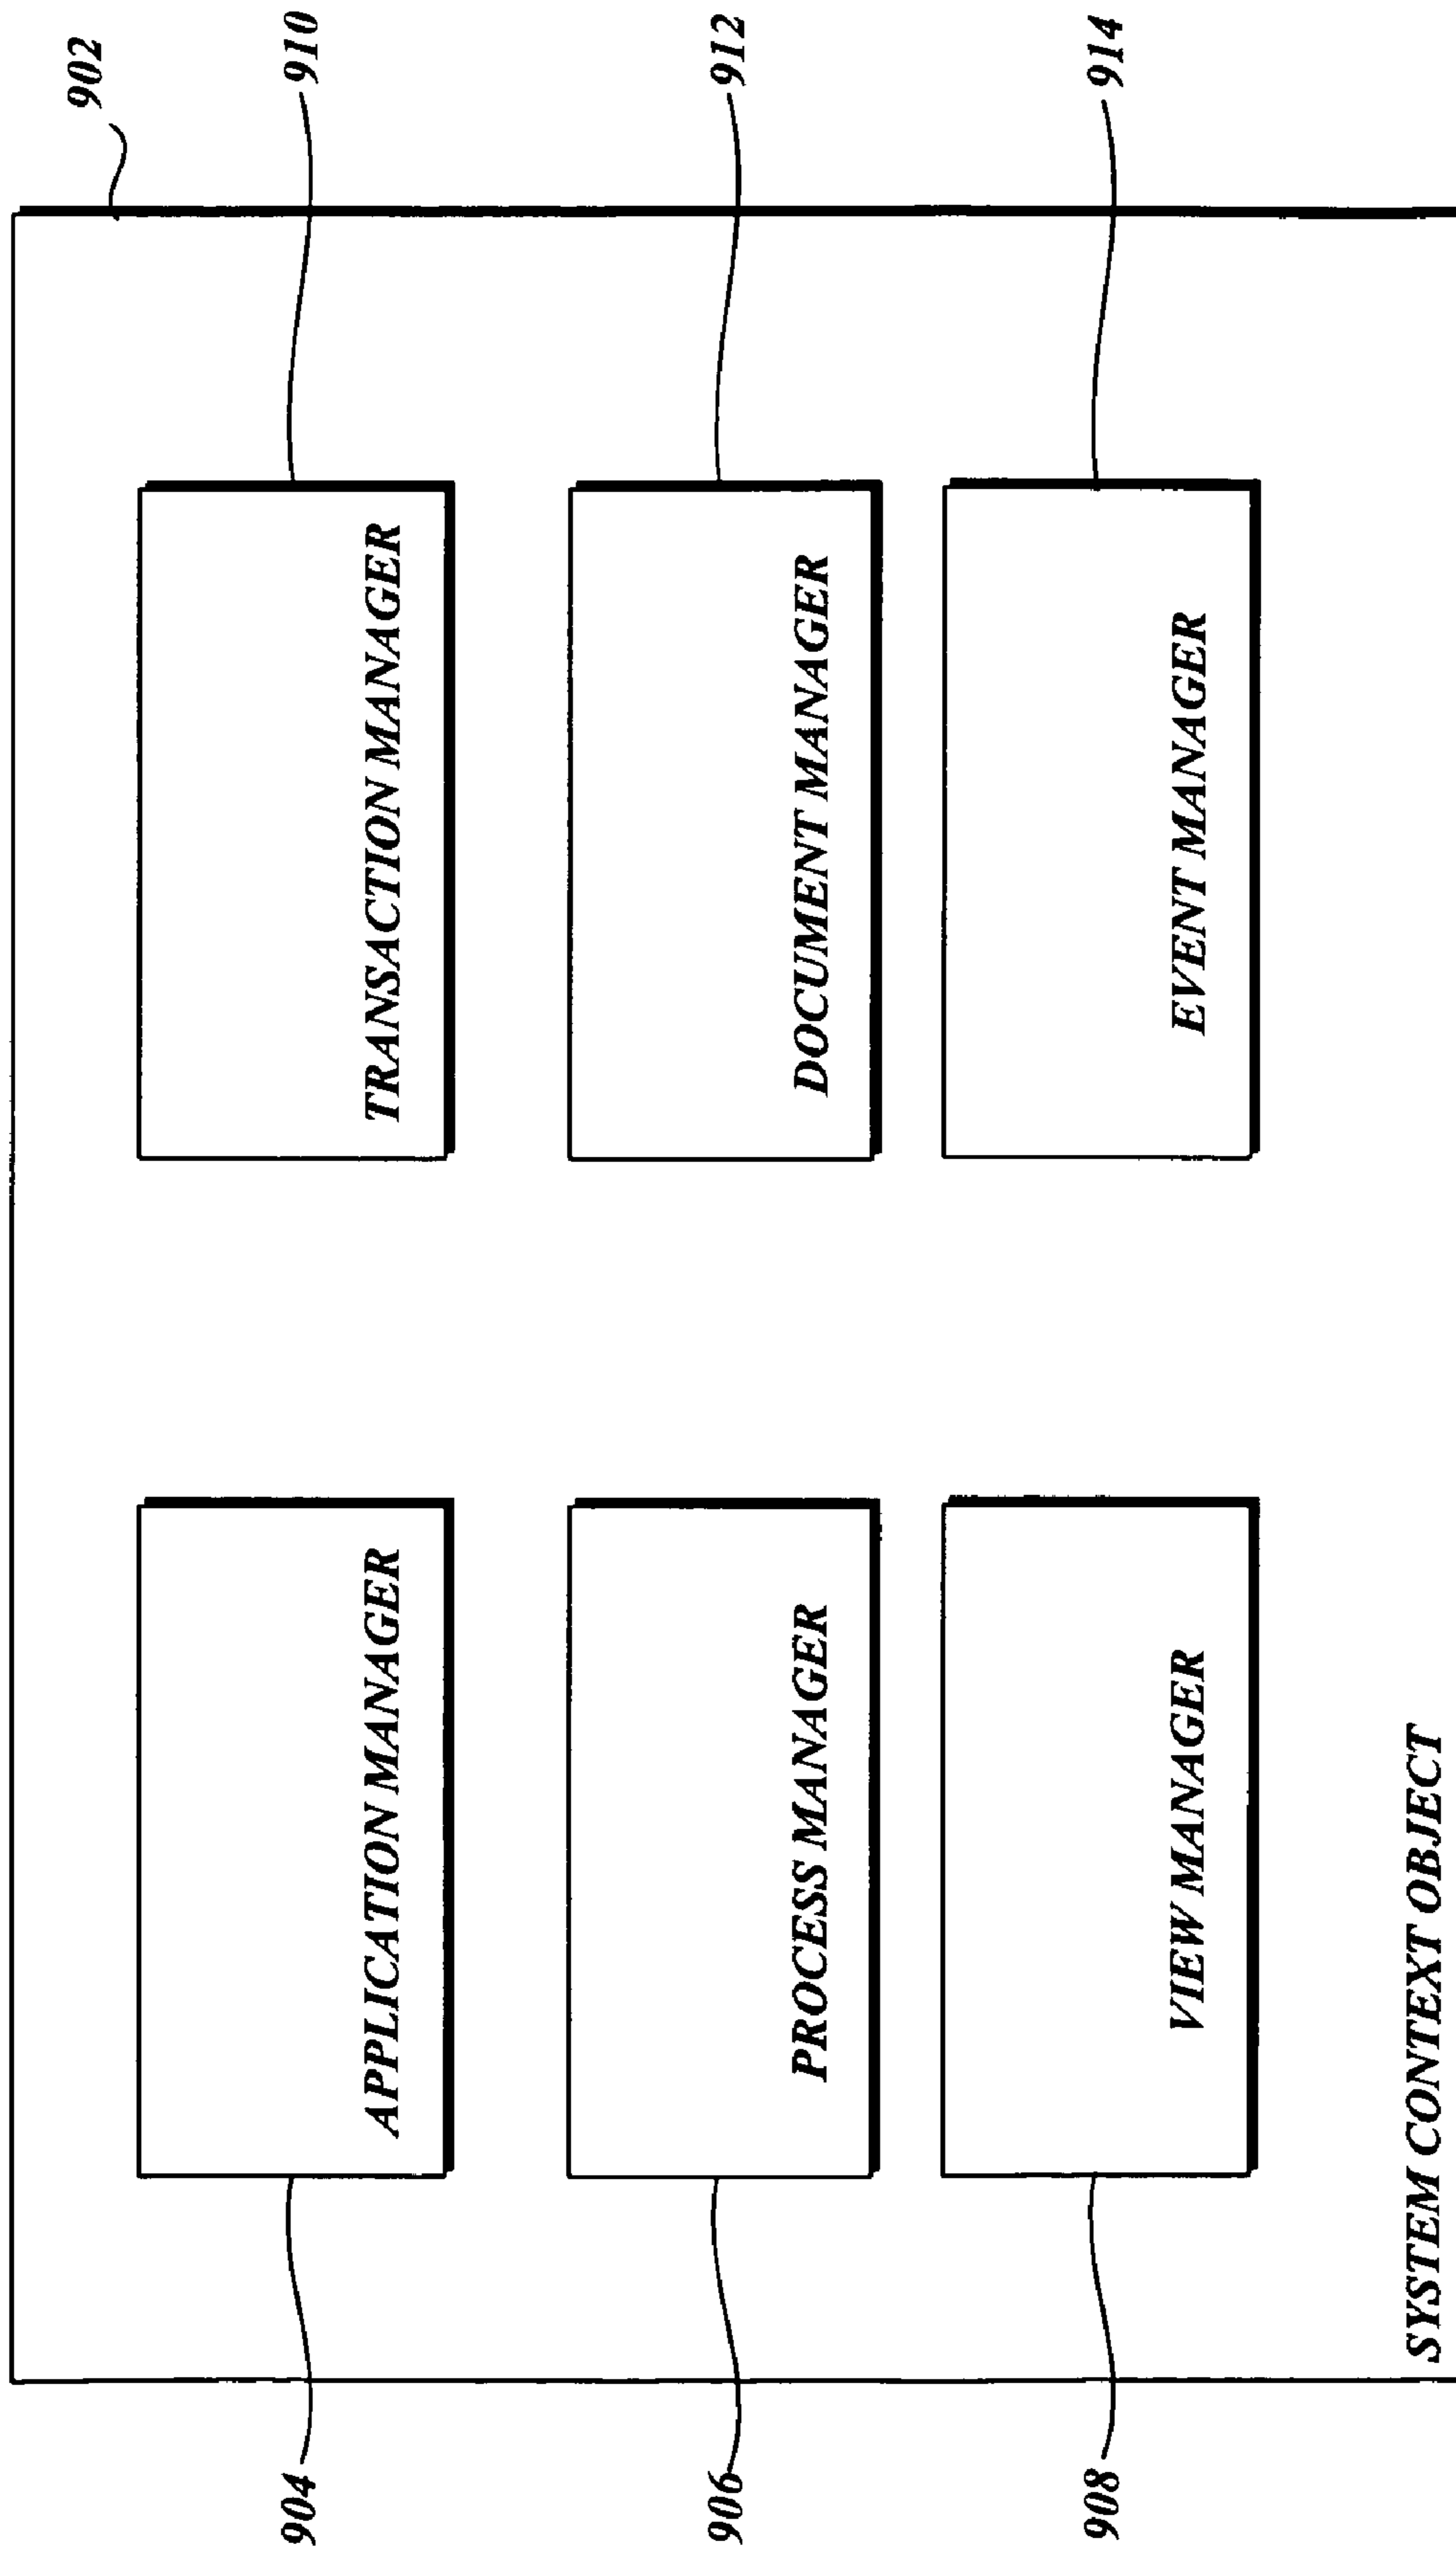 902
904
APPLICATION MANAGER
TRANSACTION MANAGER
910
906
PROCESS MANAGER
DOCUMENT MANAGER
912
908
VIEW MANAGER
EVENT MANAGER
914
SYSTEM CONTEXT OBJECT